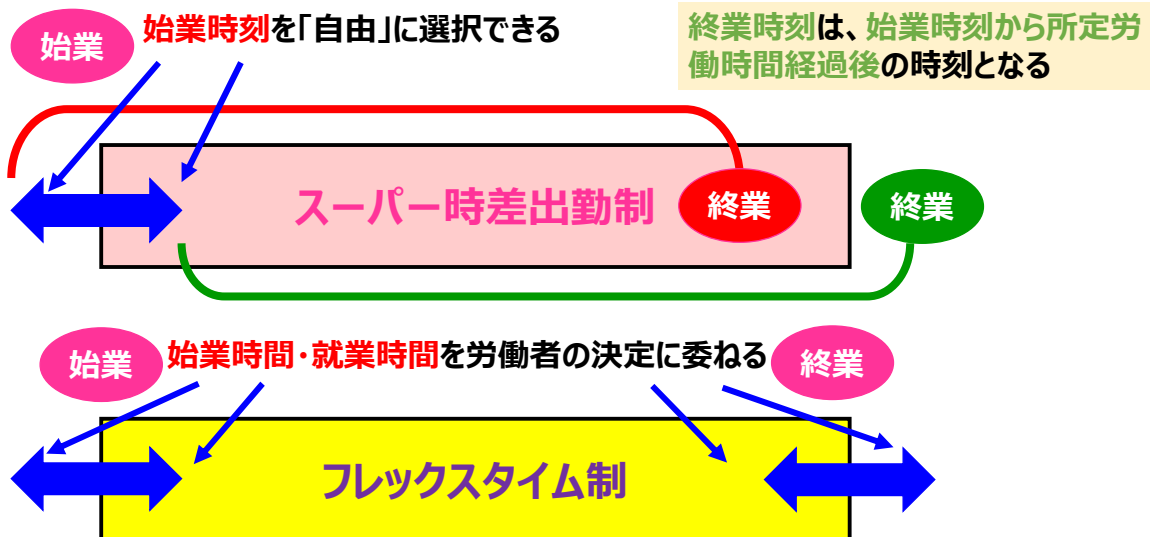 始業
始業時刻を「自由」に選択できる
終業時刻は、始業時刻から所定労
働時間経過後の時刻となる
スーパー時差出勤制
終業
終業
始業
始業時間・就業時間を労働者の決定に委ねる
終業
フレックスタイム制